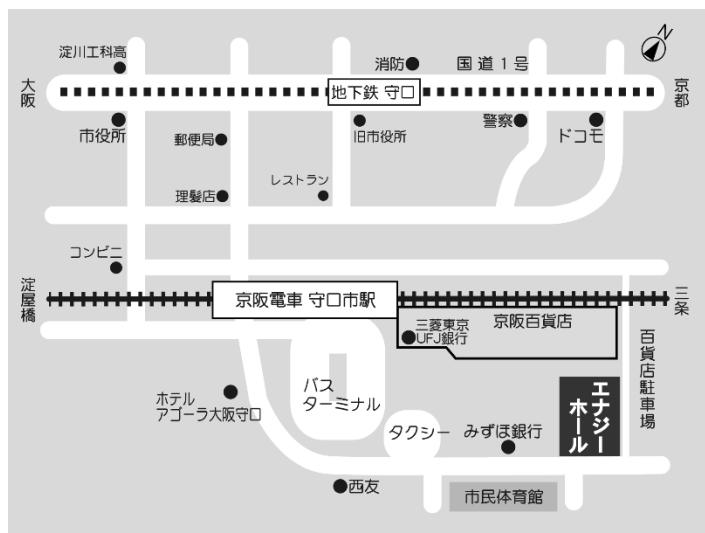 N
淀川工科高
消防
国道1号
大阪
地下鉄 守口
京都
市役所
郵便局
旧市役所
警察
ドコモ
理髪店
レストラン
コンビニ
淀屋橋
京阪電車 守口市駅
三条
三菱東京
UFJ銀行
京阪百貨店
百貨店駐車場
ホテル
アゴーラ大阪守口
バス
ターミナル
タクシー
みずほ銀行
エナジー
ホール
西友
市民体育館